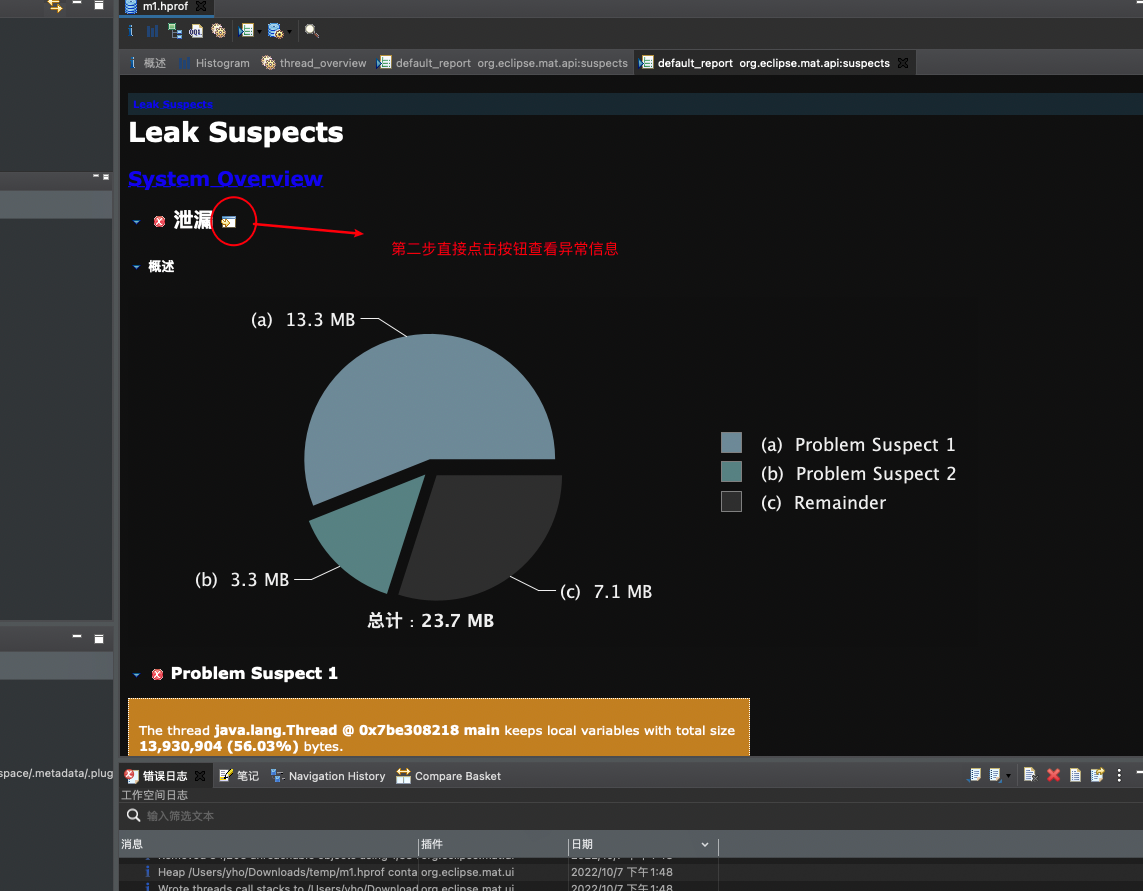 m1.hprof
概述 Histogram thread_overview default_report org.eclipse.mat.api:suspects default_report org.eclipse.mat.api:suspects
Leak Suspects
Leak Suspects
System Overview
泄漏
第二步直接点击按钮查看异常信息
概述
(a) 13.3 MB
(a) Problem Suspect 1
(b) Problem Suspect 2
(c) Remainder
(b) 3.3 MB
(c) 7.1 MB
总计：23.7 MB
Problem Suspect 1
The thread java.lang.Thread @ 0x7be308218 main keeps local variables with total size
13,930,904 (56.03%) bytes.
space/.metadata/.plug
错误日志 笔记 Navigation History Compare Basket
工作空间日志
输入筛选文本
消息 插件 日期
Heap /Users/yho/Downloads/temp/m1.hprof conta org.eclipse.mat.ui 2022/10/7 下午1:48
Wrote threads call stacks to /Users/yho/Download org.eclipse.mat.ui 2022/10/7 下午1:48